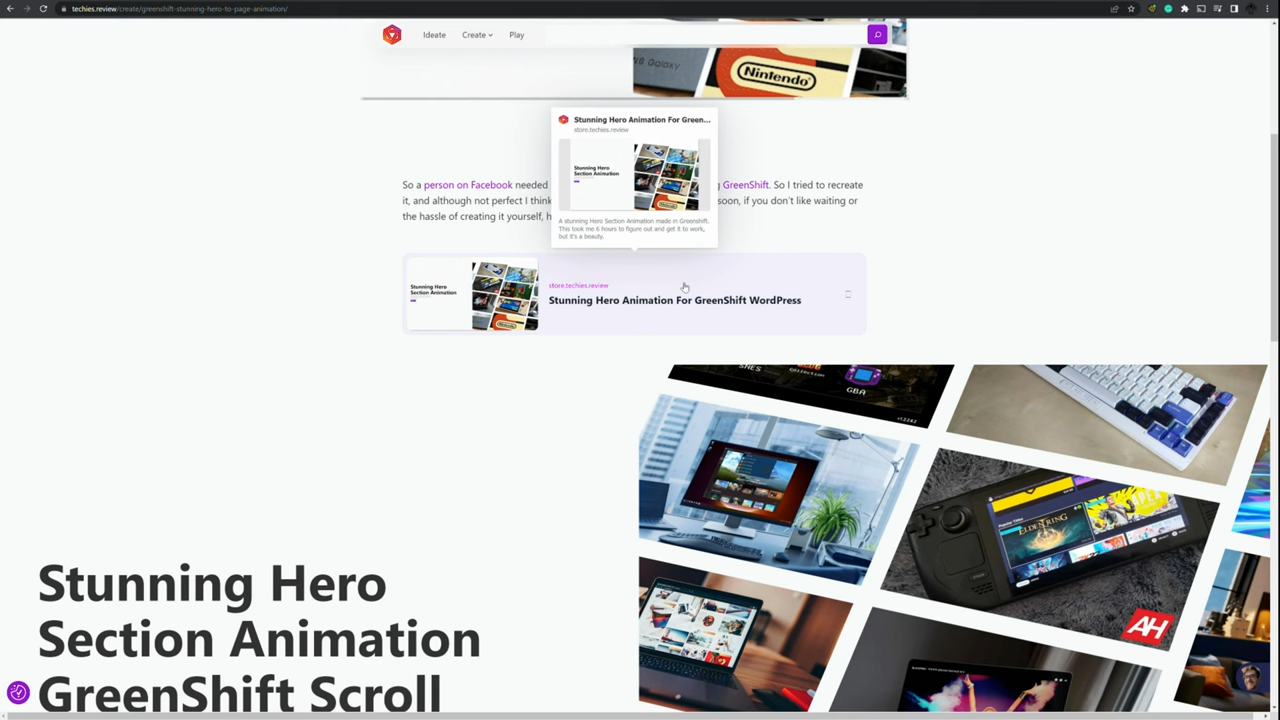 techies.review/create/greenshift-stunning-hero-to-page-animation/
Ideate
Create
Play
Galaxy
Nintendo
Stunning Hero Animation For Green...
store.techies.review
Stunning Hero
Section Animation
A stunning Hero Section Animation made in Greenshift.
This took me 6 hours to figure out and get it to work,
but it's a beauty.
So a person on Facebook needed
g GreenShift. So I tried to recreate
it, and although not perfect I think
soon, if you don't like waiting or
the hassle of creating it yourself, h
Stunning Hero
Section Animation
store.techies.review
Stunning Hero Animation For GreenShift WordPress
SNES
GBA
v1.2262
ELDEN RING
AH
Stunning Hero
Section Animation
GreenShift Scroll